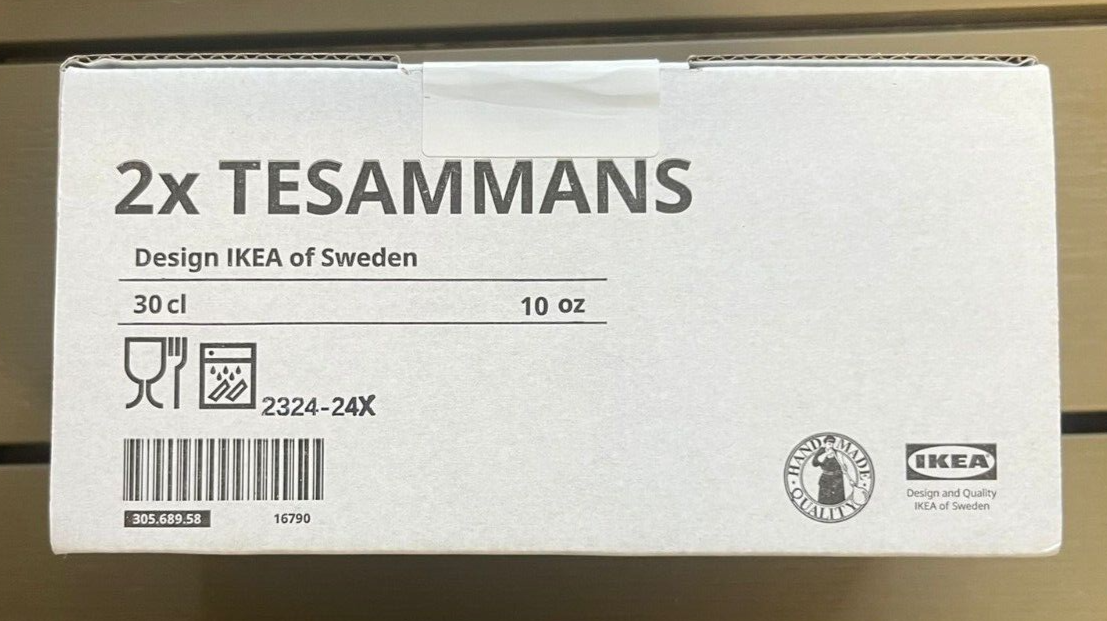 2x TESAMMANS
Design IKEA of Sweden
30 cl 10 oz
2324-24X
305.689.58 16790
HAND MADE
QUALITY
IKEA
Design and Quality
IKEA of Sweden